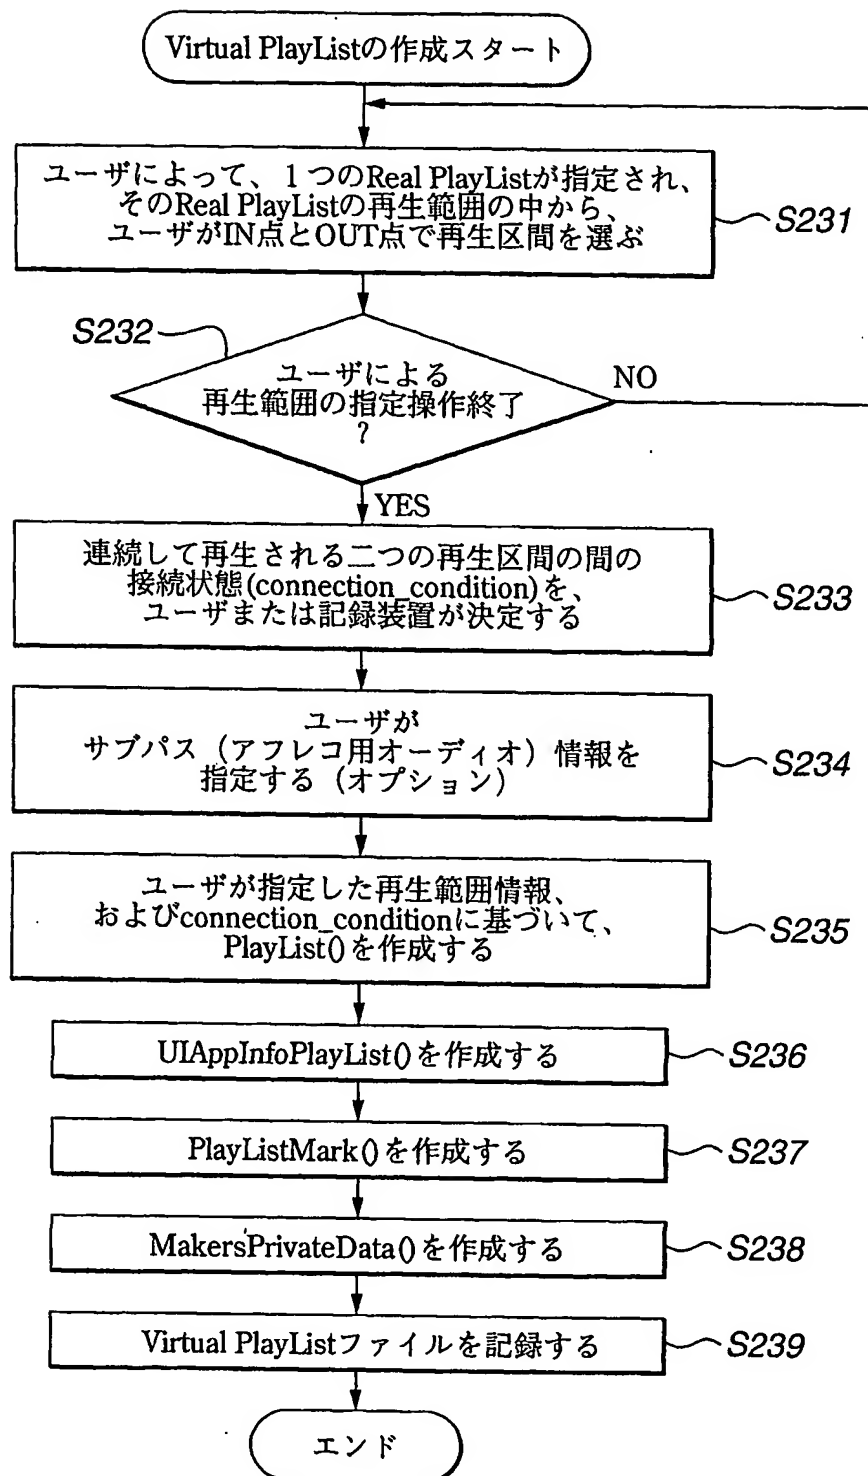 Virtual PlayListの作成スタート
ユーザによって、1つのReal PlayListが指定され、
そのReal PlayListの再生範囲の中から、
ユーザがIN点とOUT点で再生区間を選ぶ
S231
S232
ユーザによる
再生範囲の指定操作終了
?
NO
YES
連続して再生される二つの再生区間の間の
接続状態(connection_condition)を、
ユーザまたは記録装置が決定する
S233
ユーザが
サブパス（アフレコ用オーディオ）情報を
指定する（オプション）
S234
ユーザが指定した再生範囲情報、
およびconnection_conditionに基づいて、
PlayList()を作成する
S235
UIAppInfoPlayList()を作成する
S236
PlayListMark()を作成する
S237
MakersPrivateData()を作成する
S238
Virtual PlayListファイルを記録する
S239
エンド